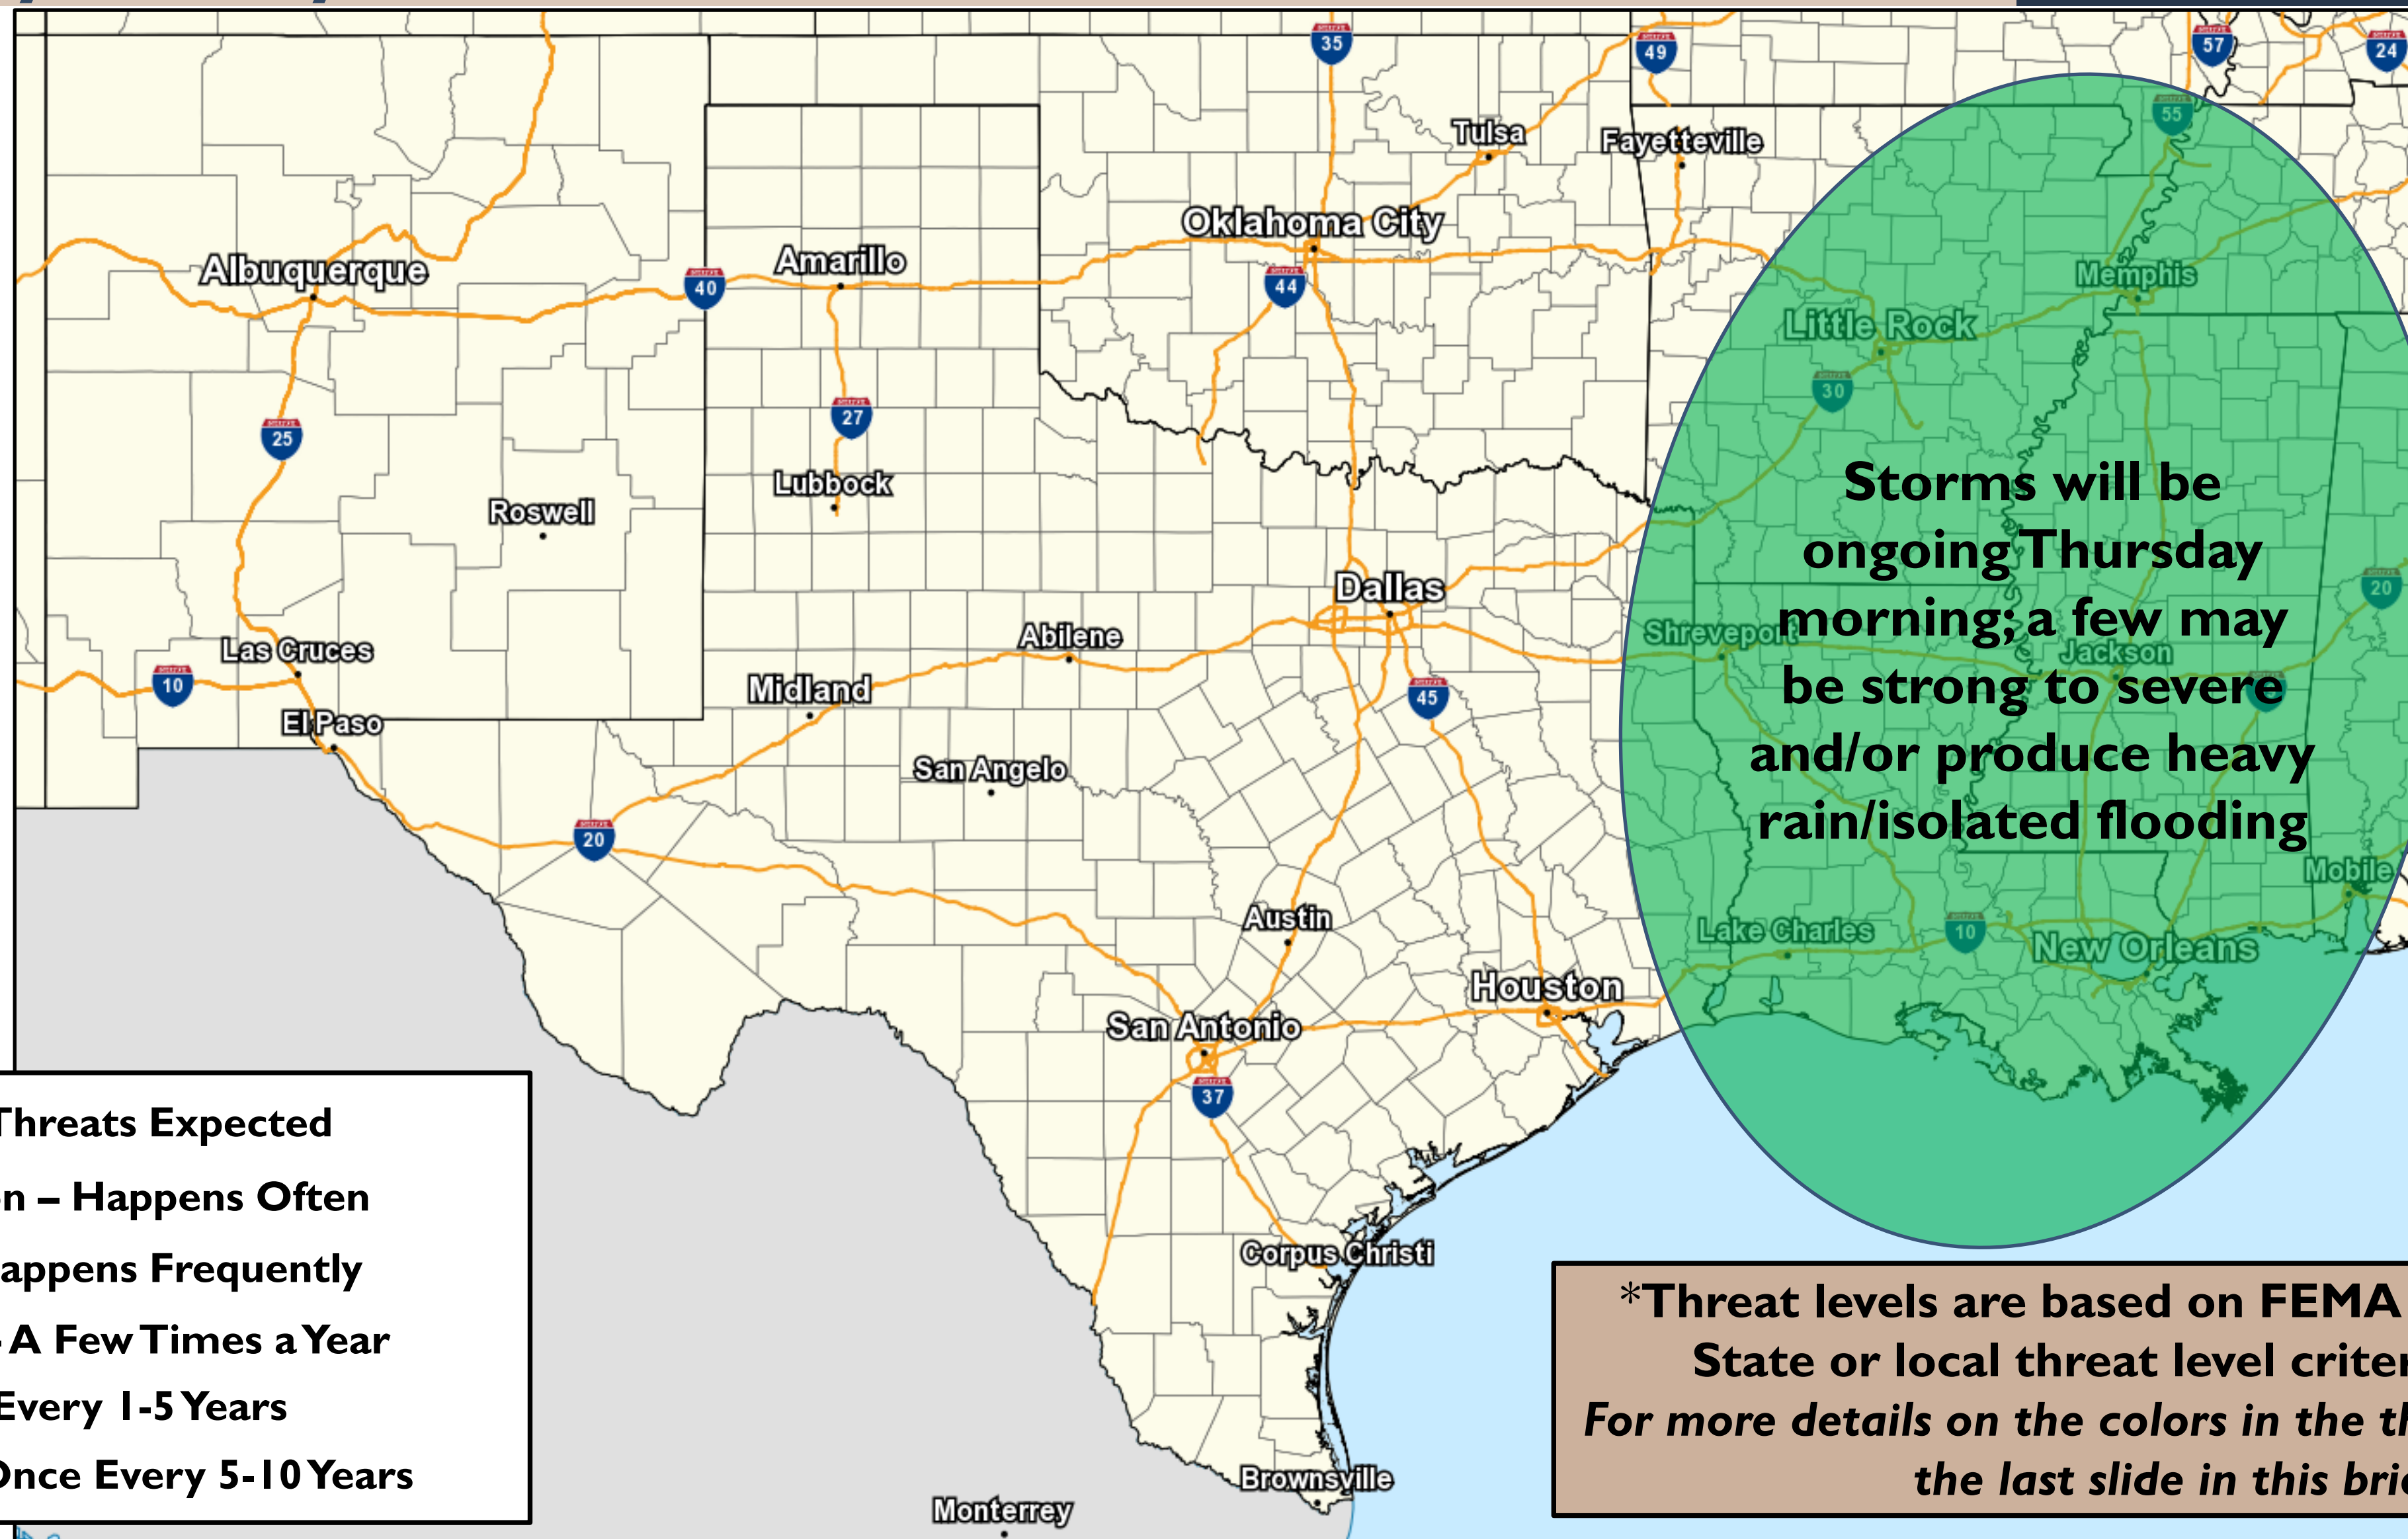 35
49
57
24
55
Tulsa
Fayetteville
Oklahoma City
Albuquerque
Amarillo
40
44
Memphis
Little Rock
30
27
25
Lubbock
Roswell
Storms will be
ongoing Thursday
morning; a few may
be strong to severe
and/or produce heavy
rain/isolated flooding
Dallas
20
Shreveport
Jackson
Abilene
Las Cruces
10
Midland
45
El Paso
San Angelo
20
Mobile
Austin
Lake Charles
10
New Orleans
Houston
San Antonio
37
Corpus Christi
Brownsville
Monterrey
Threats Expected
n – Happens Often
appens Frequently
- A Few Times a Year
Every 1-5 Years
Once Every 5-10 Years
*Threat levels are based on FEMA
State or local threat level criter
For more details on the colors in the th
the last slide in this brie